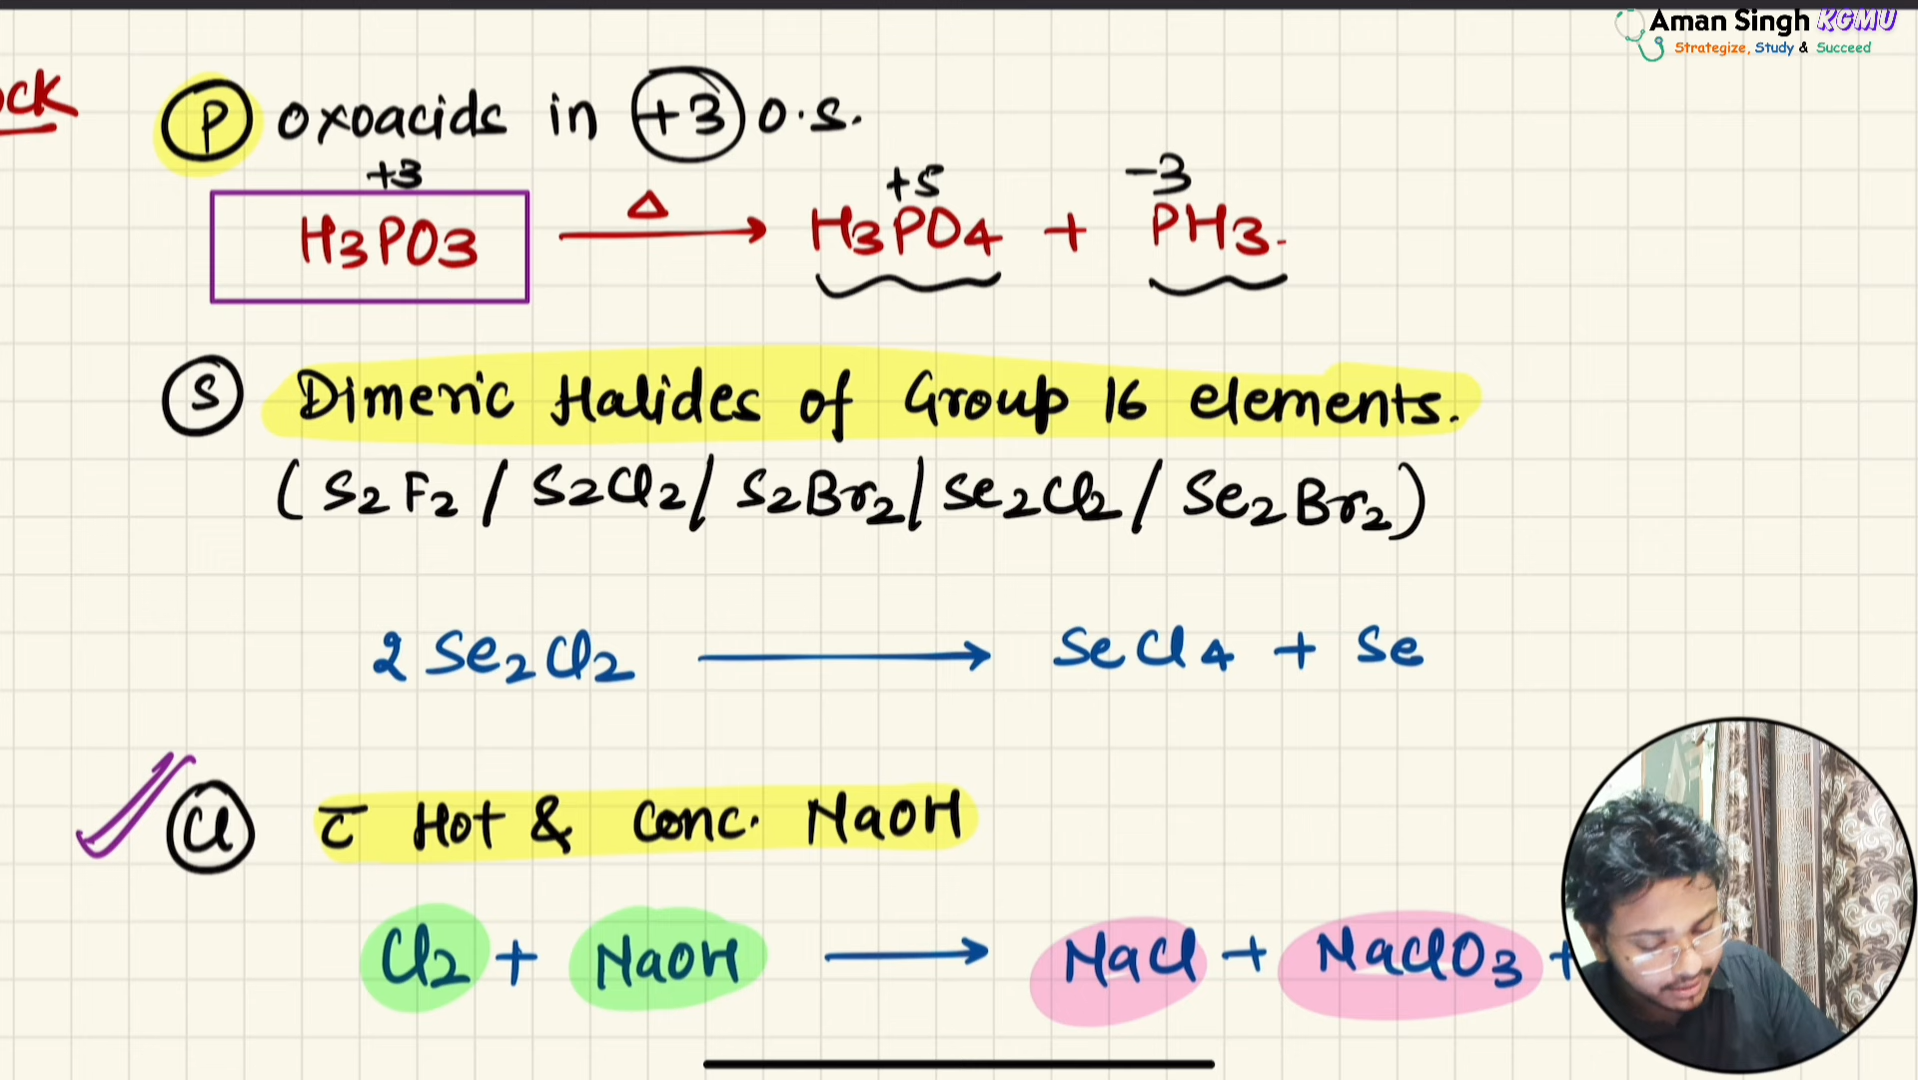 Aman Singh KGMU
Strategize, Study & Succeed
ock
P oxoacids in +3 o.s.
+3 +5 -3
H3PO3 Δ → H3PO4 + PH3.
S Dimeric Halides of Group 16 elements.
(S2F2 / S2Cl2 / S2Br2 / Se2Cl2 / Se2Br2)
2 Se2Cl2 → SeCl4 + Se
Cl c̄ Hot & Conc. NaOH
Cl2 + NaOH → NaCl + NaClO3 +